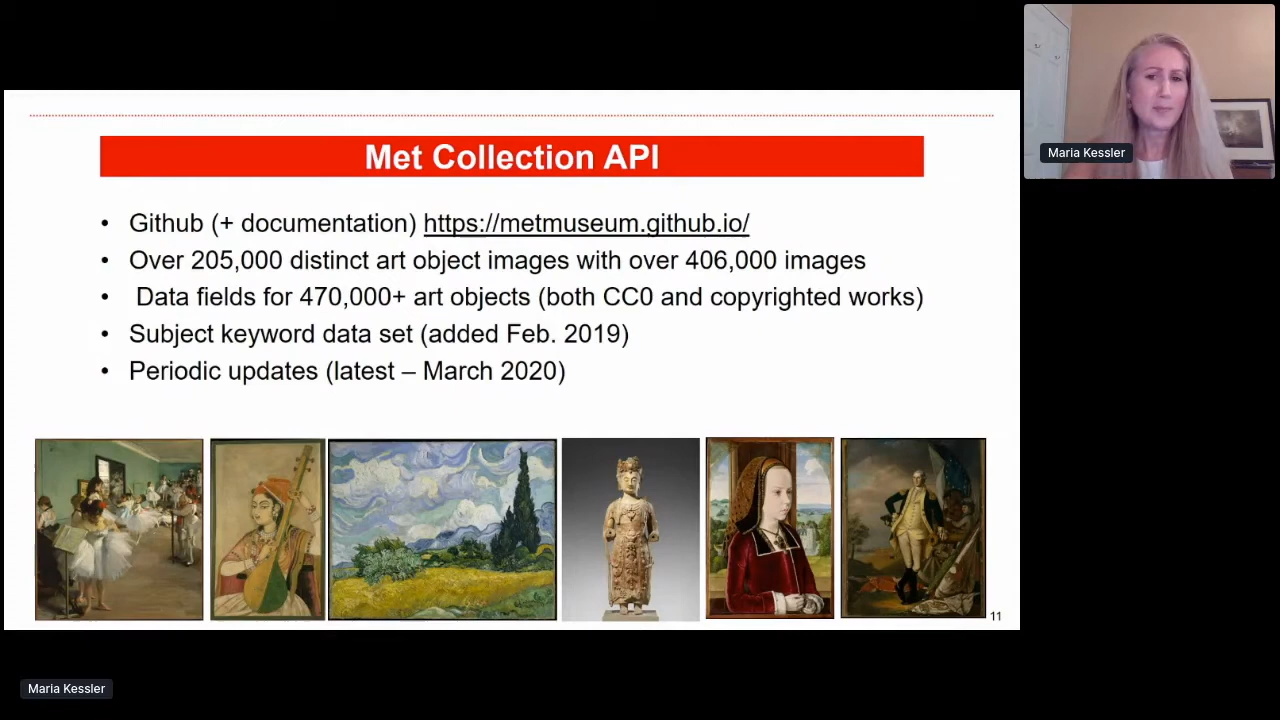 Met Collection API
• Github (+ documentation) https://metmuseum.github.io/
• Over 205,000 distinct art object images with over 406,000 images
• Data fields for 470,000+ art objects (both CC0 and copyrighted works)
• Subject keyword data set (added Feb. 2019)
• Periodic updates (latest – March 2020)
11
Maria Kessler
Maria Kessler